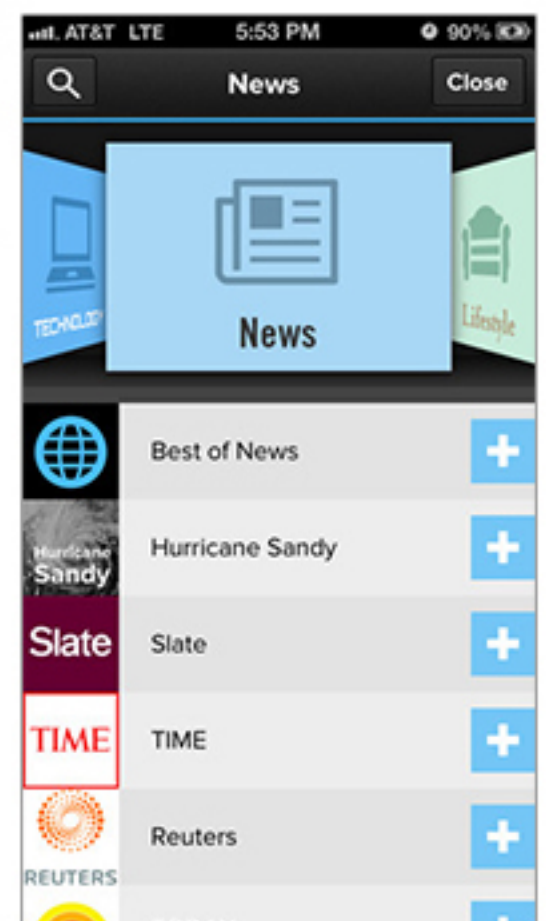 AT&T LTE 5:53 PM 90%
News Close
TECHNOLOGY News Lifestyle
Best of News
Hurricane
Sandy
Hurricane Sandy
Slate Slate
TIME TIME
Reuters
REUTERS